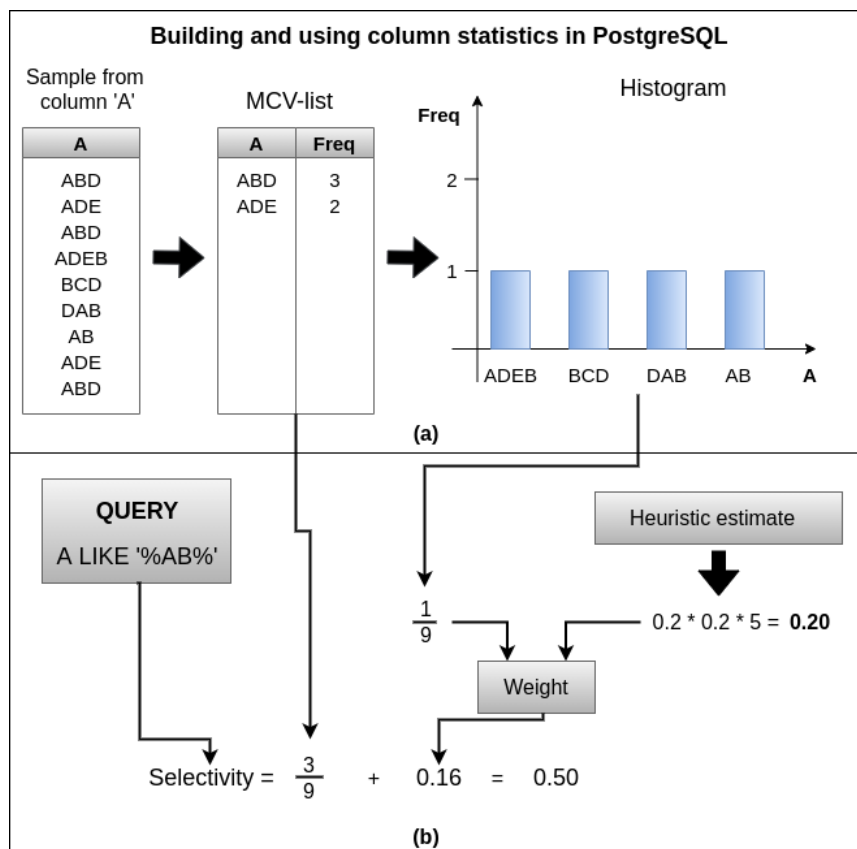 Building and using column statistics in PostgreSQL
Sample from
column 'A'
A
ABD
ADE
ABD
ADEB
BCD
DAB
AB
ADE
ABD
MCV-list
A Freq
ABD 3
ADE 2
Histogram
Freq
2
1
ADEB BCD DAB AB A
(a)
QUERY
A LIKE '%AB%'
Heuristic estimate
1
9
0.2 * 0.2 * 5 = 0.20
Weight
Selectivity = 3/9 + 0.16 = 0.50
(b)